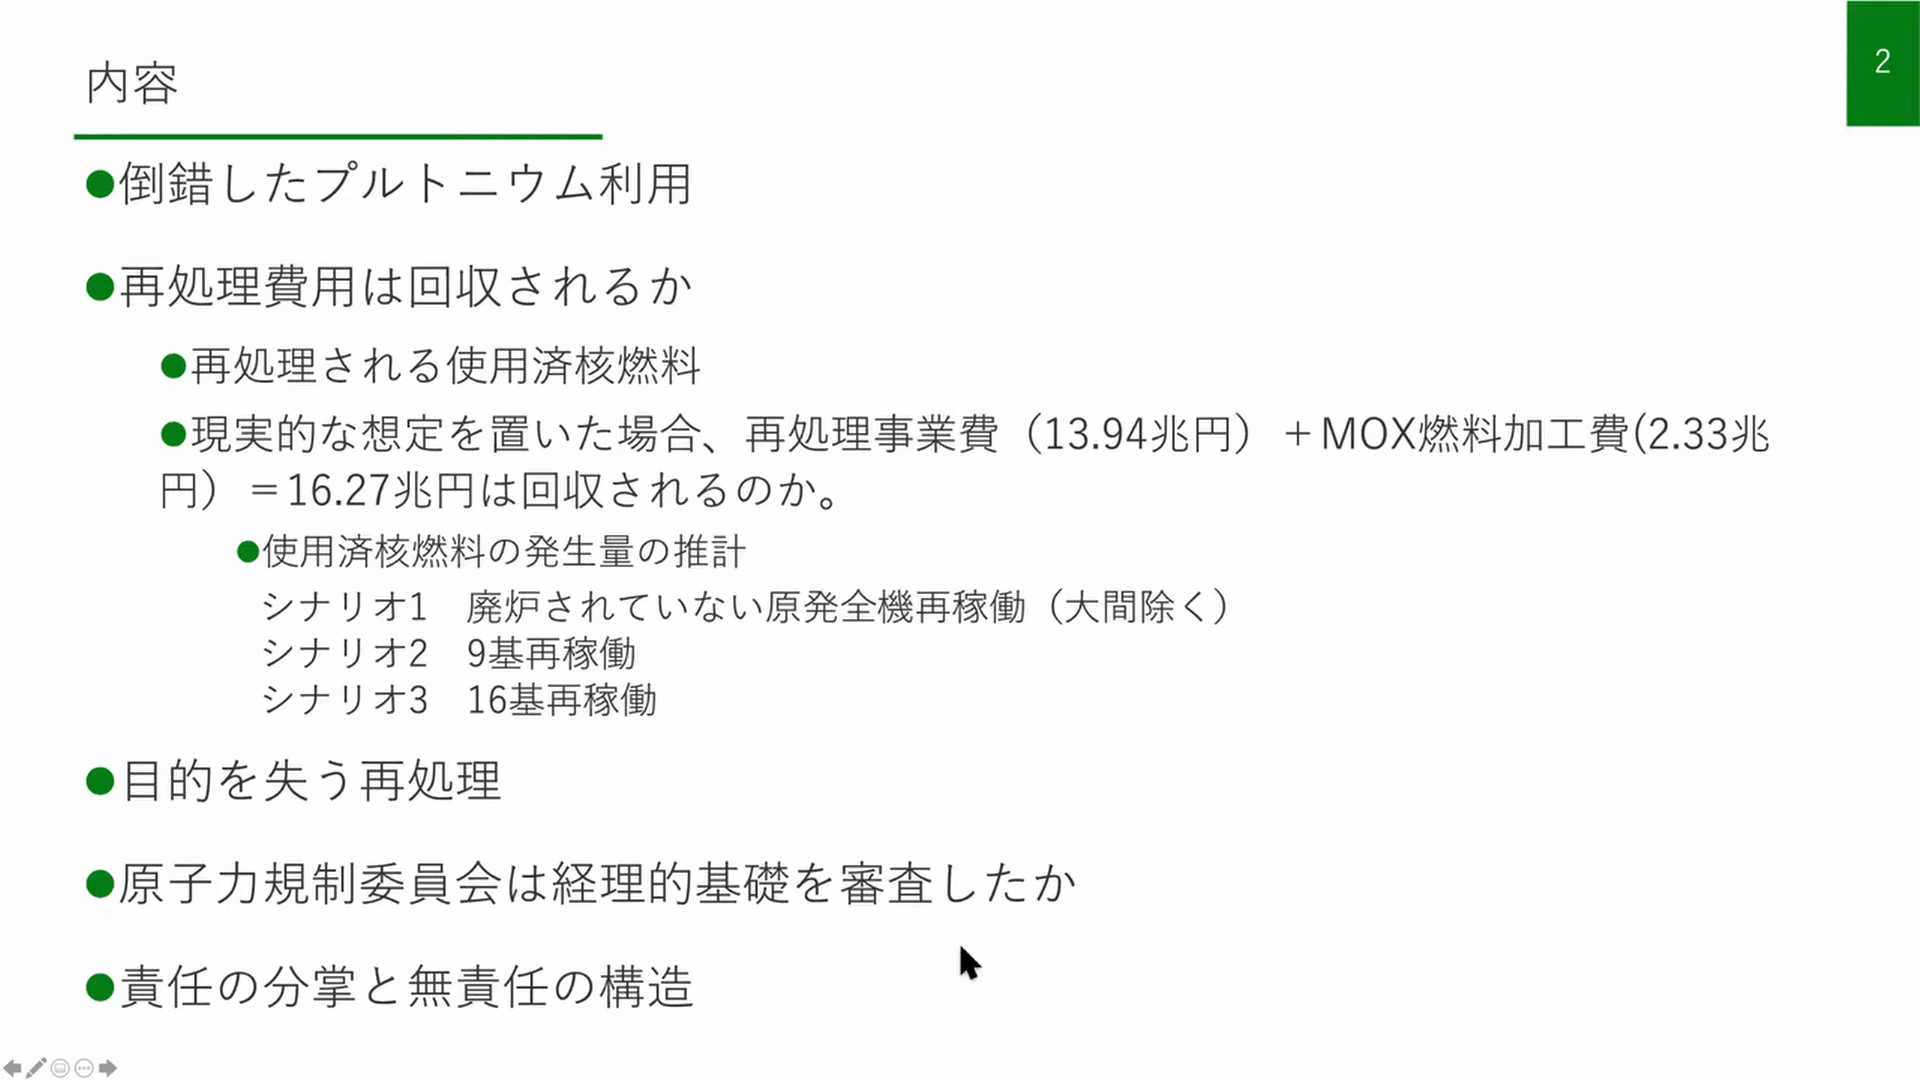 内容
2
●倒錯したプルトニウム利用
●再処理費用は回収されるか
●再処理される使用済核燃料
●現実的な想定を置いた場合、再処理事業費（13.94兆円）＋MOX燃料加工費(2.33兆
円）＝16.27兆円は回収されるのか。
●使用済核燃料の発生量の推計
シナリオ1　廃炉されていない原発全機再稼働（大間除く）
シナリオ2　9基再稼働
シナリオ3　16基再稼働
●目的を失う再処理
●原子力規制委員会は経理的基礎を審査したか
●責任の分掌と無責任の構造